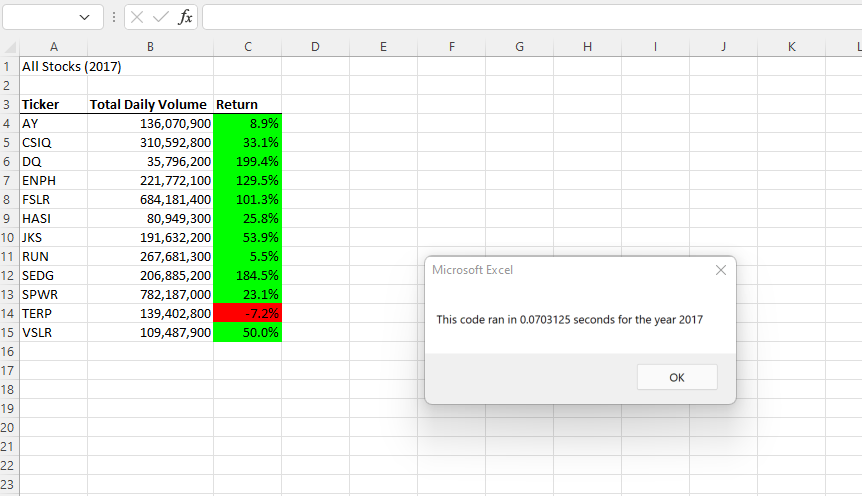 fx
A B C D E F G H I J K L
1 All Stocks (2017)
2
3 Ticker Total Daily Volume Return
4 AY 136,070,900 8.9%
5 CSIQ 310,592,800 33.1%
6 DQ 35,796,200 199.4%
7 ENPH 221,772,100 129.5%
8 FSLR 684,181,400 101.3%
9 HASI 80,949,300 25.8%
10 JKS 191,632,200 53.9%
11 RUN 267,681,300 5.5%
12 SEDG 206,885,200 184.5%
13 SPWR 782,187,000 23.1%
14 TERP 139,402,800 -7.2%
15 VSLR 109,487,900 50.0%
16
17
18
19
20
21
22
23
Microsoft Excel
This code ran in 0.0703125 seconds for the year 2017
OK